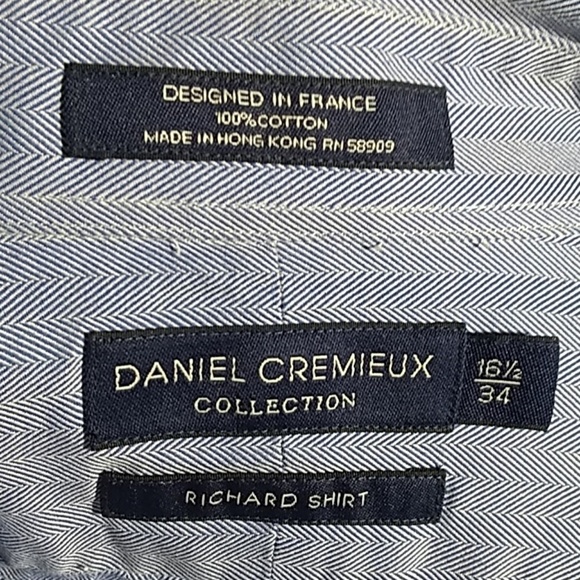 DESIGNED IN FRANCE
100% COTTON
MADE IN HONG KONG RN 58909
DANIEL CREMIEUX
COLLECTION
16½
34
RICHARD SHIRT